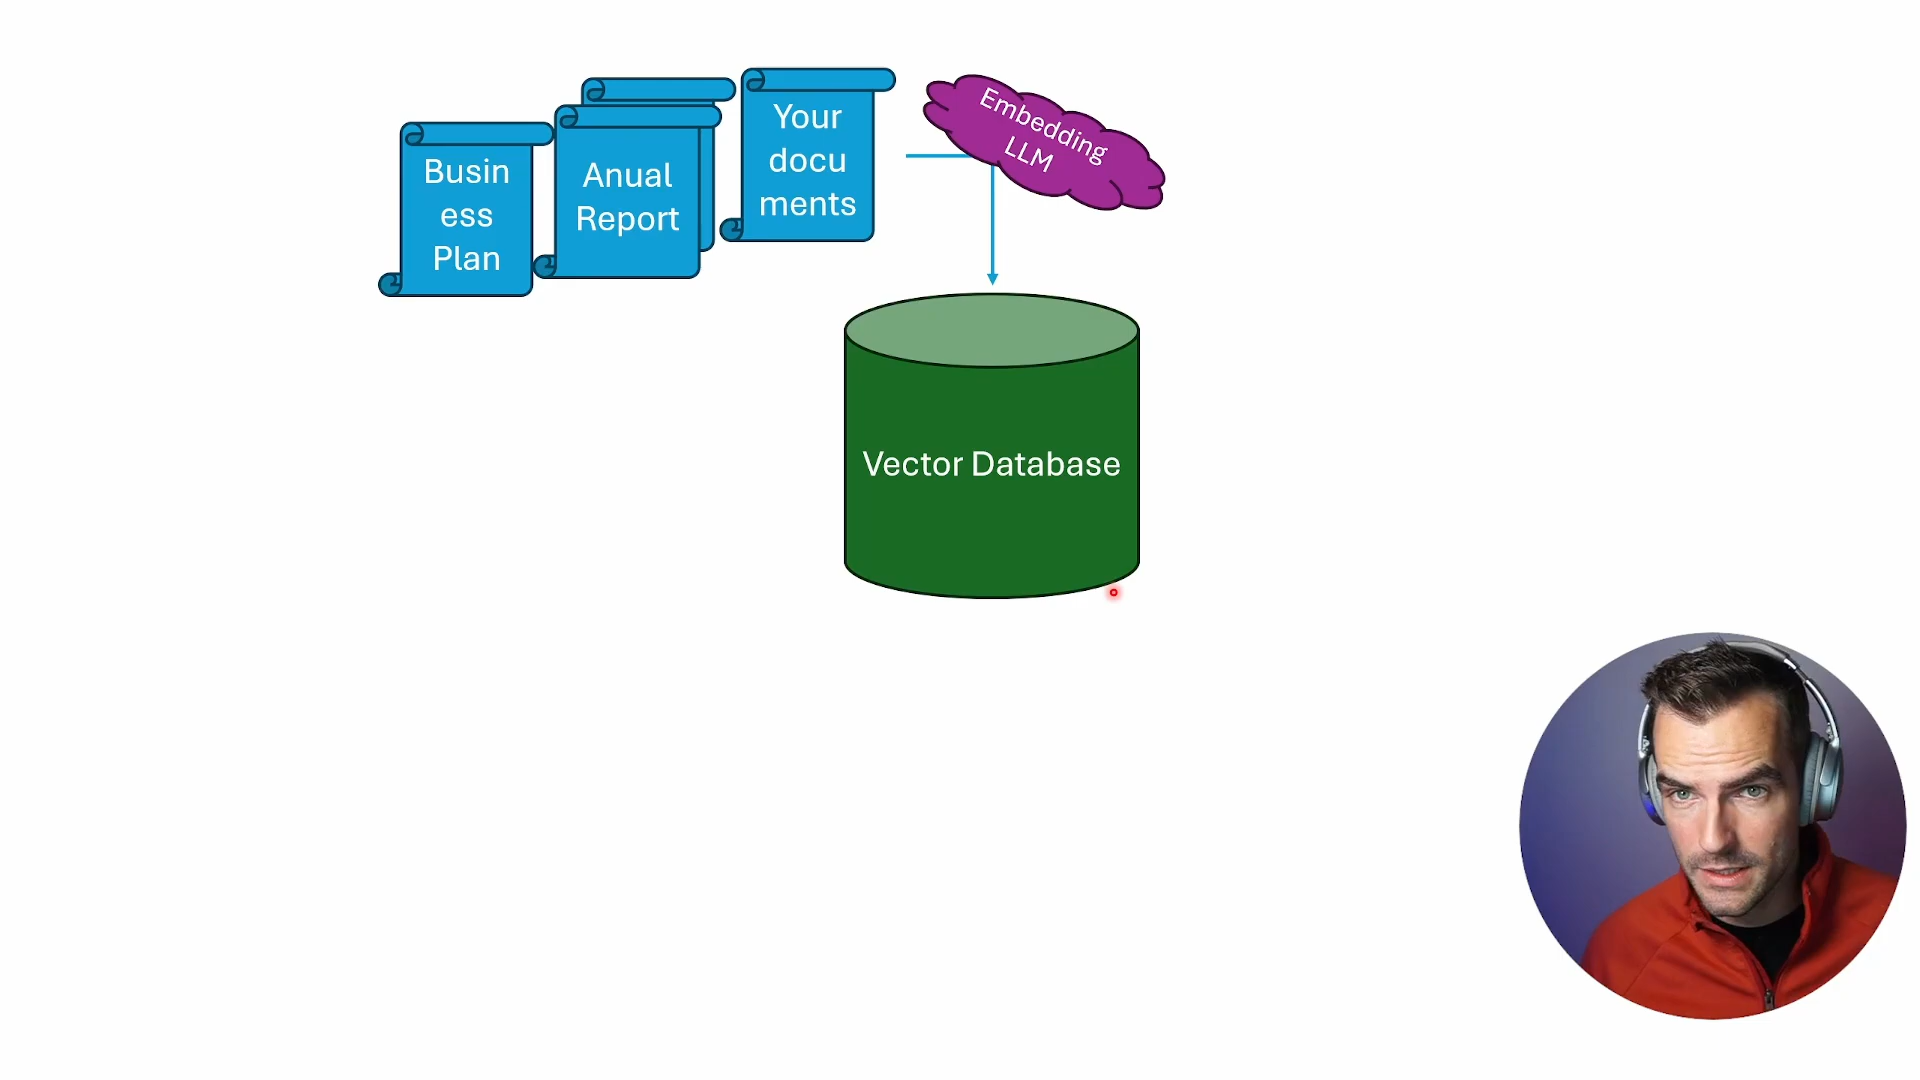 Busin
ess
Plan
Anual
Report
Your
docu
ments
Embedding
LLM
Vector Database